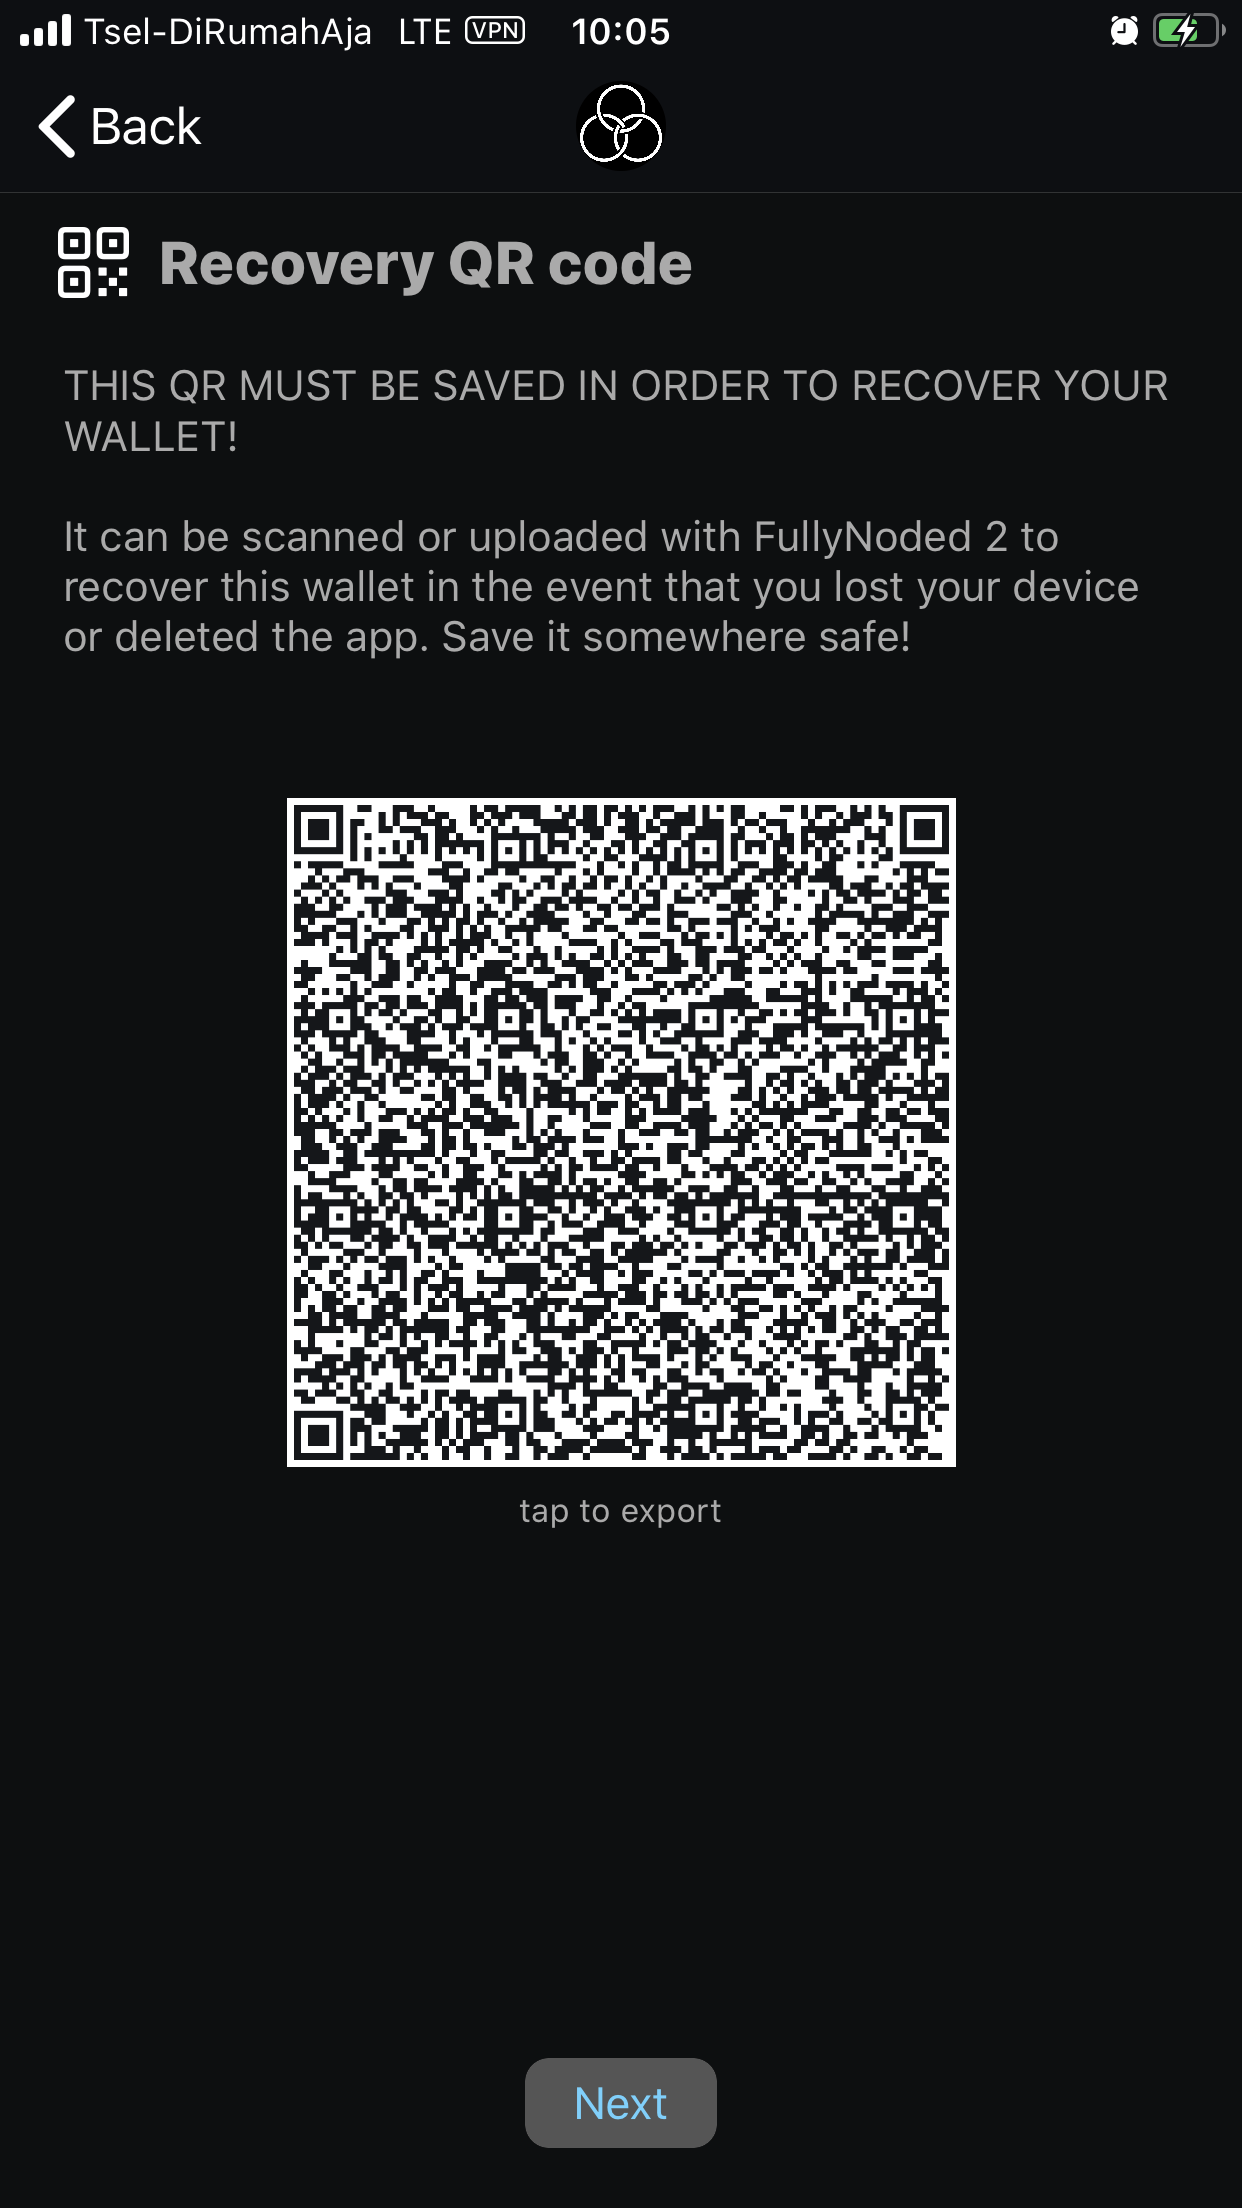 Tsel-DiRumahAja LTE VPN 10:05
Back
Recovery QR code
THIS QR MUST BE SAVED IN ORDER TO RECOVER YOUR
WALLET!
It can be scanned or uploaded with FullyNoded 2 to
recover this wallet in the event that you lost your device
or deleted the app. Save it somewhere safe!
tap to export
Next